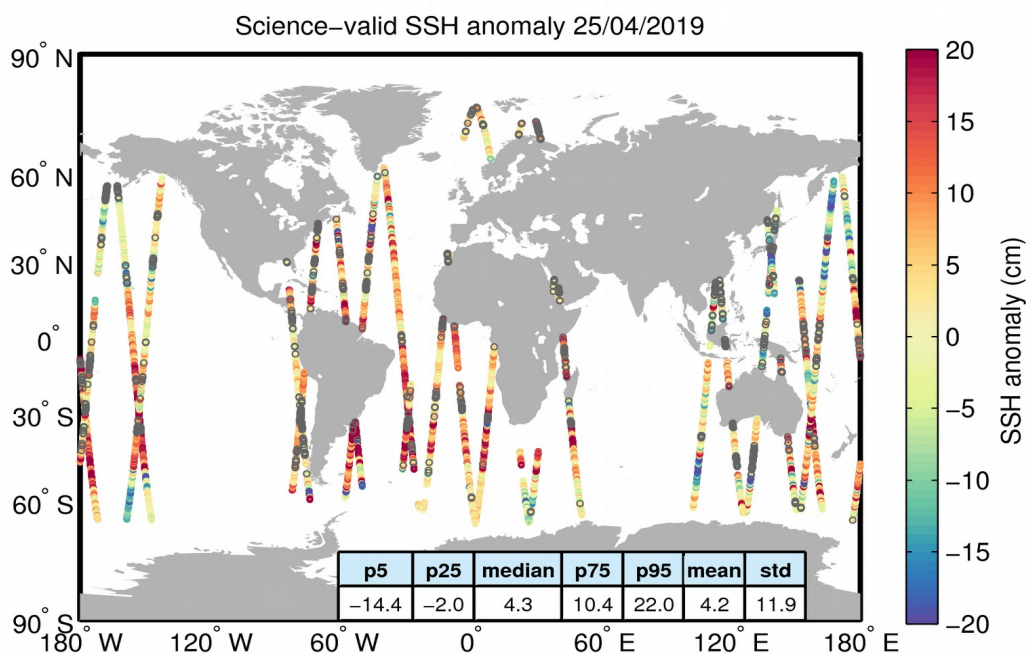 Science−valid SSH anomaly 25/04/2019
90° N
60° N
30° N
0°
30° S
60° S
90° S
180° W
120° W
60° W
0°
60° E
120° E
180° E
p5 p25 median p75 p95 mean std
−14.4 −2.0 4.3 10.4 22.0 4.2 11.9
20
15
10
5
0
−5
−10
−15
−20
SSH anomaly (cm)